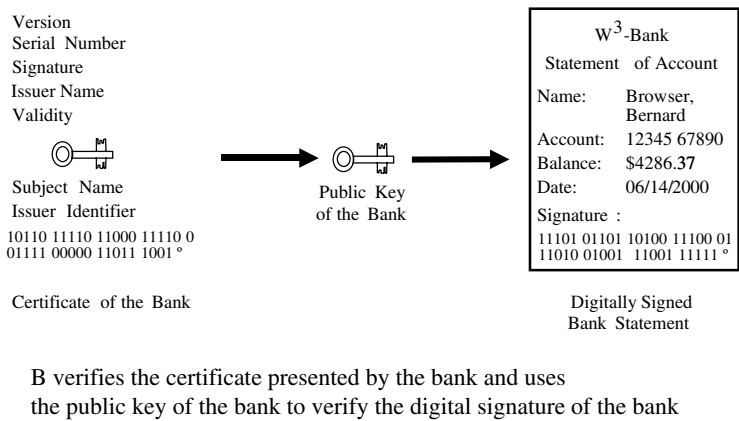 Version
Serial Number
Signature
Issuer Name
Validity
Subject Name
Issuer Identifier
10110 11110 11000 11110 0
01111 00000 11011 1001 º
Certificate of the Bank
Public Key
of the Bank
W3-Bank
Statement of Account
Name: Browser,
Bernard
Account: 12345 67890
Balance: $4286.37
Date: 06/14/2000
Signature :
11101 01101 10100 11100 01
11010 01001 11001 11111 º
Digitally Signed
Bank Statement
B verifies the certificate presented by the bank and uses
the public key of the bank to verify the digital signature of the bank